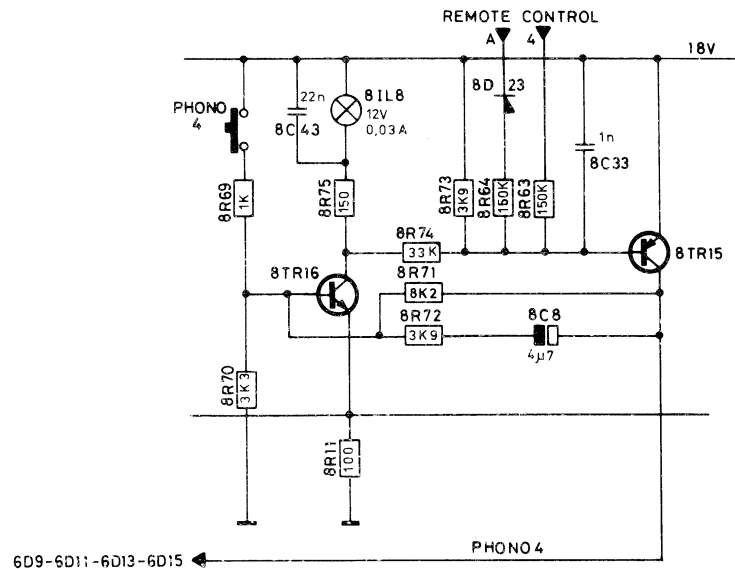 REMOTE CONTROL
A 4
18V
PHONO
4
22n
8C43
8IL8
12V
0,03A
8D 23
1n
8C33
8R69
1K
8R75
150
8R73
3K9
8R64
150K
8R63
150K
8R74
33K
8TR15
8TR16
8R71
8K2
8R72
3K9
8C8
4μ7
8R70
3K3
8R11
100
PHONO4
6D9-6D11-6D13-6D15